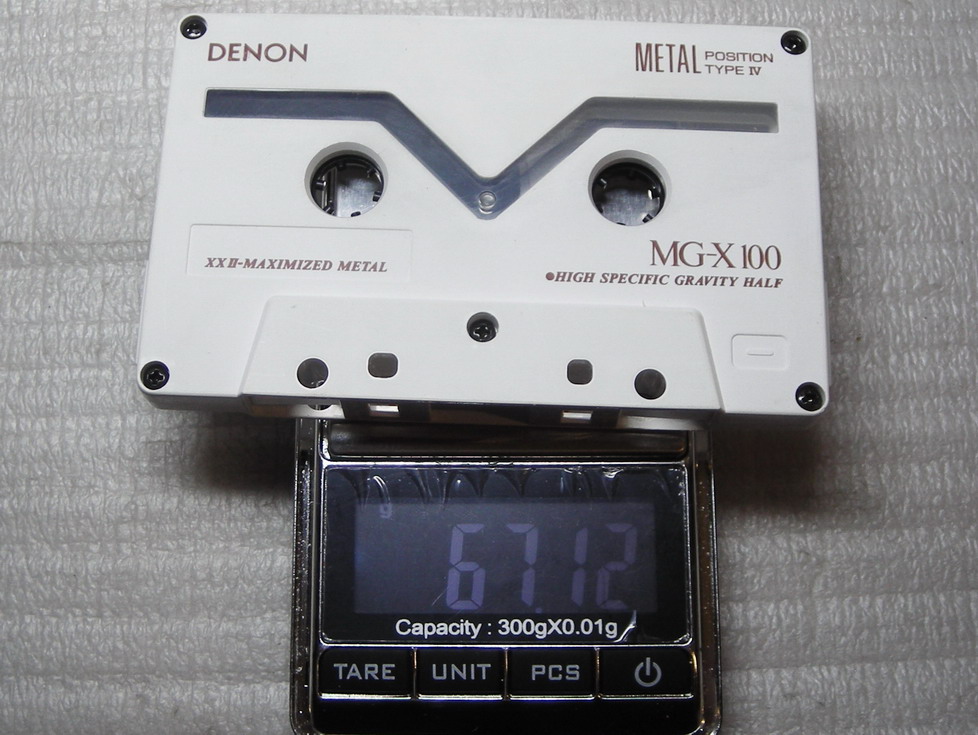 DENON
METAL POSITION
TYPE IV
MG-X 100
XXII-MAXIMIZED METAL
●HIGH SPECIFIC GRAVITY HALF
g
67.12
Capacity : 300gX0.01g
TARE UNIT PCS